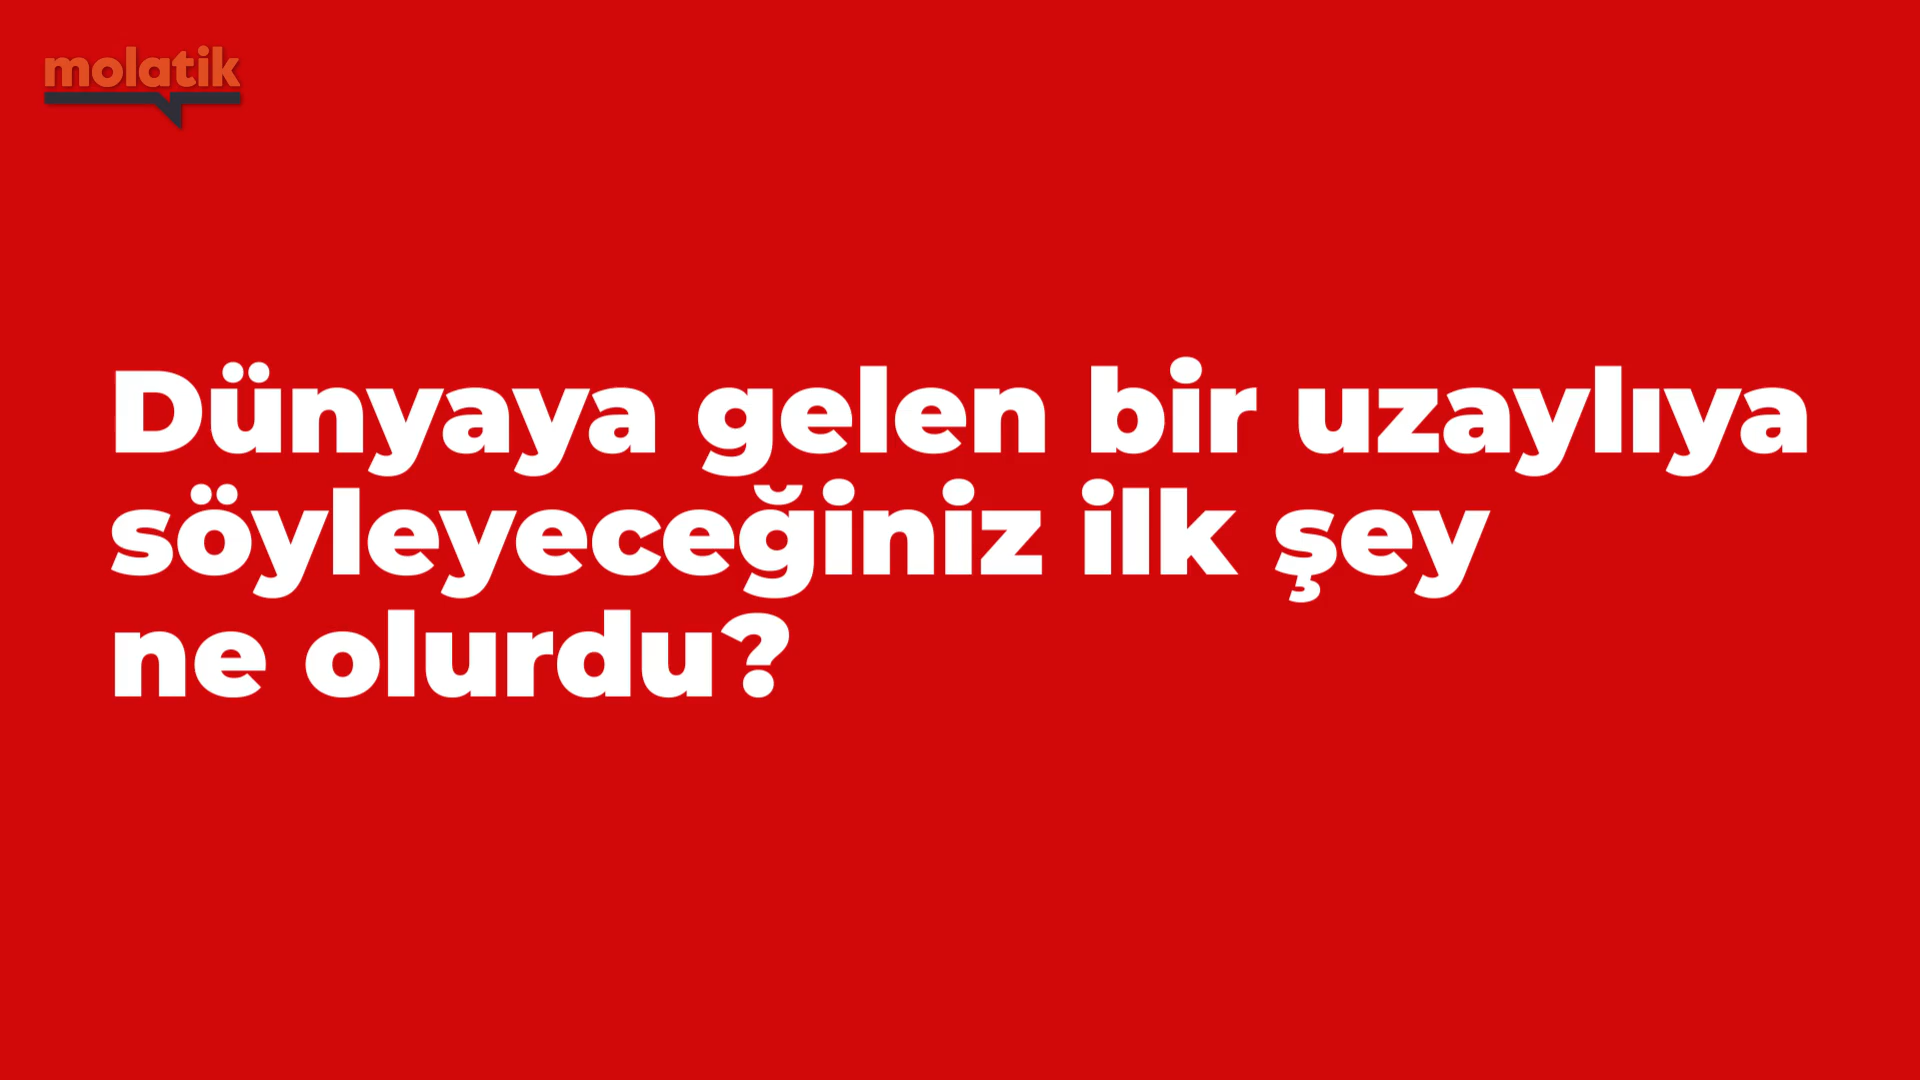 molatik
Dünyaya gelen bir uzaylıya
söyleyeceğiniz ilk şey
ne olurdu?